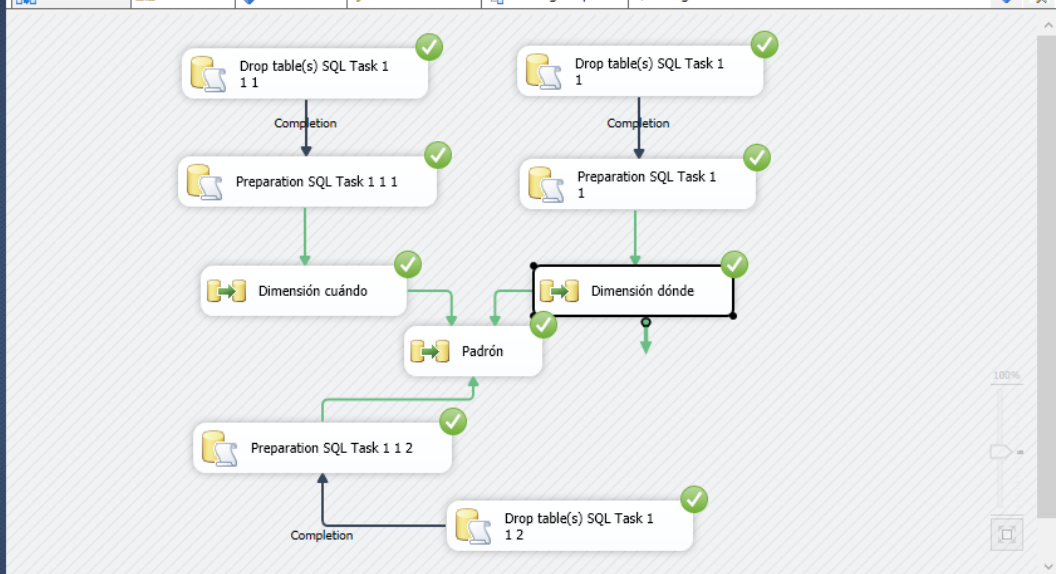 Drop table(s) SQL Task 1
1 1
Drop table(s) SQL Task 1
1
Completion
Completion
Preparation SQL Task 1 1 1
Preparation SQL Task 1
1
Dimensión cuándo
Dimensión dónde
Padrón
100%
Preparation SQL Task 1 1 2
Drop table(s) SQL Task 1
1 2
Completion